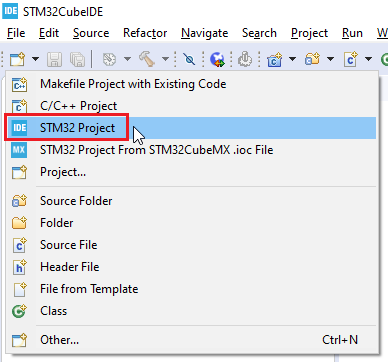 STM32CubeIDE
File Edit Source Refactor Navigate Search Project Run
Makefile Project with Existing Code
C/C++ Project
IDE STM32 Project
MX STM32 Project From STM32CubeMX .ioc File
Project...
Source Folder
Folder
Source File
Header File
File from Template
Class
Other... Ctrl+N